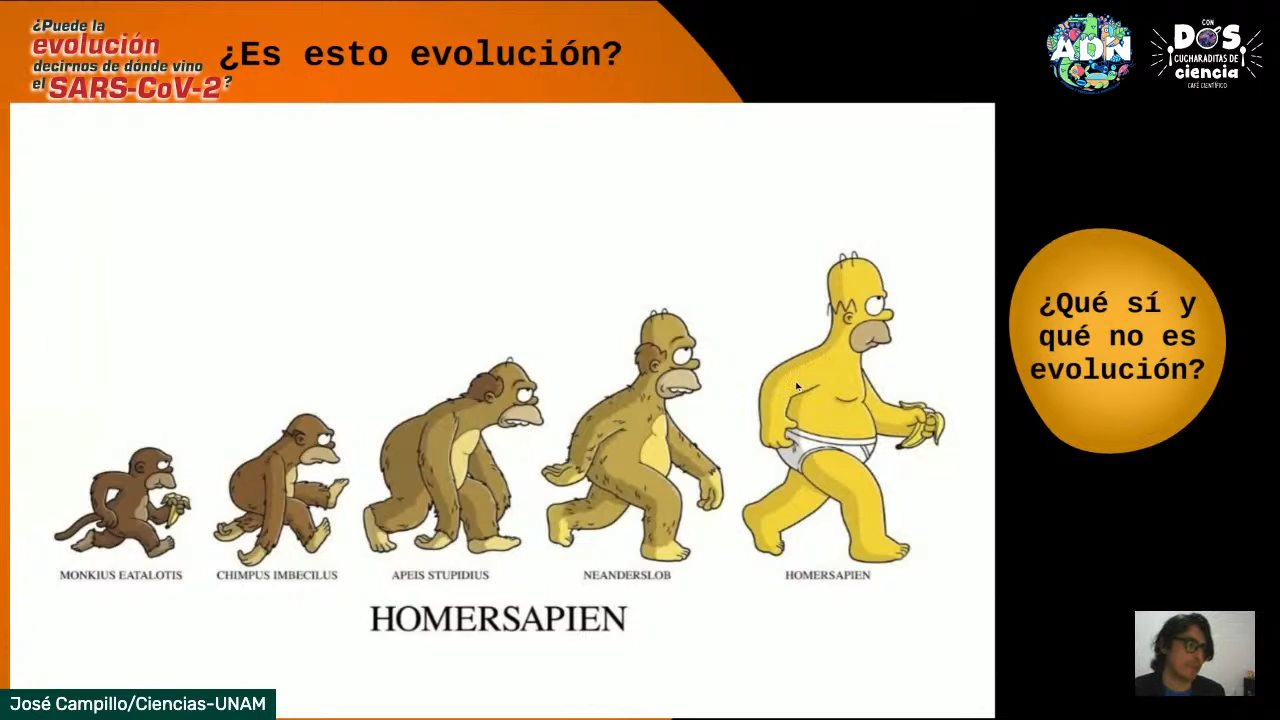 ¿Puede la
evolución
decirnos de dónde vino
el SARS-CoV-2?
¿Es esto evolución?
ADN
CON
DOS
CUCHARADITAS DE
ciencia
CAFÉ CIENTÍFICO
¿Qué sí y
qué no es
evolución?
MONKIUS EATALOTIS
CHIMPUS IMBECILUS
APEIS STUPIDIUS
NEANDERSLOB
HOMERSAPIEN
HOMERSAPIEN
José Campillo/Ciencias-UNAM